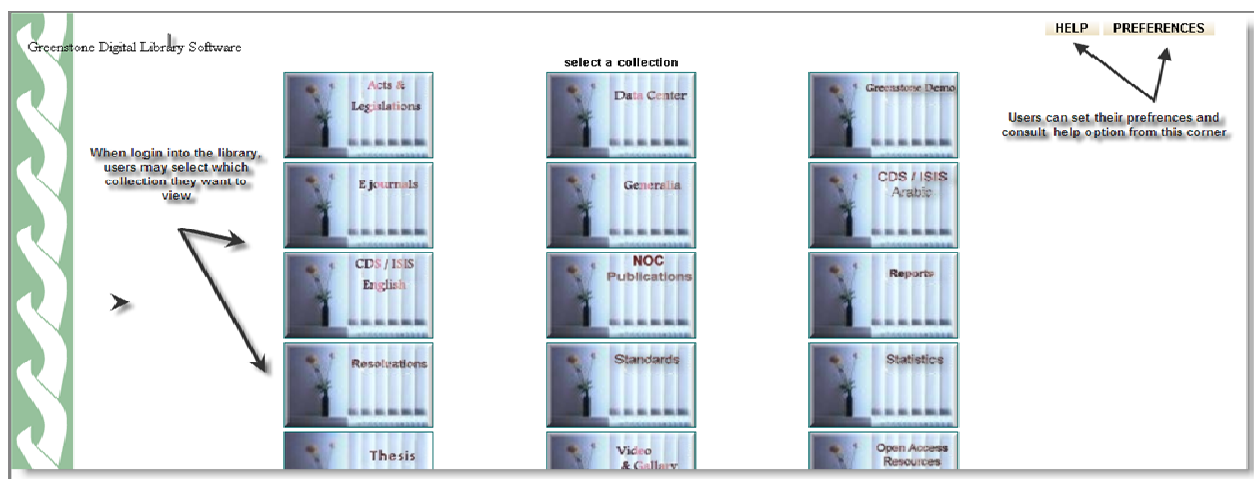 HELP
PREFERENCES
Greenstone Digital Library Software
select a collection
Acts &
Legislations
Data Center
Greenstone Demo
Users can set their prefrences and
consult help option from this corner
When login into the library,
users may select which
collection they want to
view
E journals
Generalia
CDS / ISIS
Arabic
CDS / ISIS
English
NOC
Publications
Reports
Resoluations
Standards
Statistics
Thesis
Video
& Gallary
Open Access
Resources